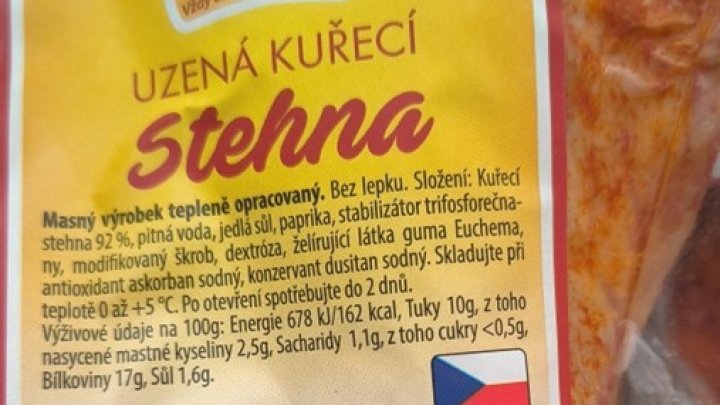 UZENÁ KUŘECÍ
Stehna
Masný výrobek tepleně opracovaný. Bez lepku. Složení: Kuřecí
stehna 92 %, pitná voda, jedlá sůl, paprika, stabilizátor trifosforečna-
ny, modifikovaný škrob, dextróza, želírující látka guma Euchema,
antioxidant askorban sodný, konzervant dusitan sodný. Skladujte při
teplotě 0 až +5 °C. Po otevření spotřebujte do 2 dnů.
Výživové údaje na 100g: Energie 678 kJ/162 kcal, Tuky 10g, z toho
nasycené mastné kyseliny 2,5g, Sacharidy 1,1g, z toho cukry <0,5g,
Bílkoviny 17g, Sůl 1,6g.